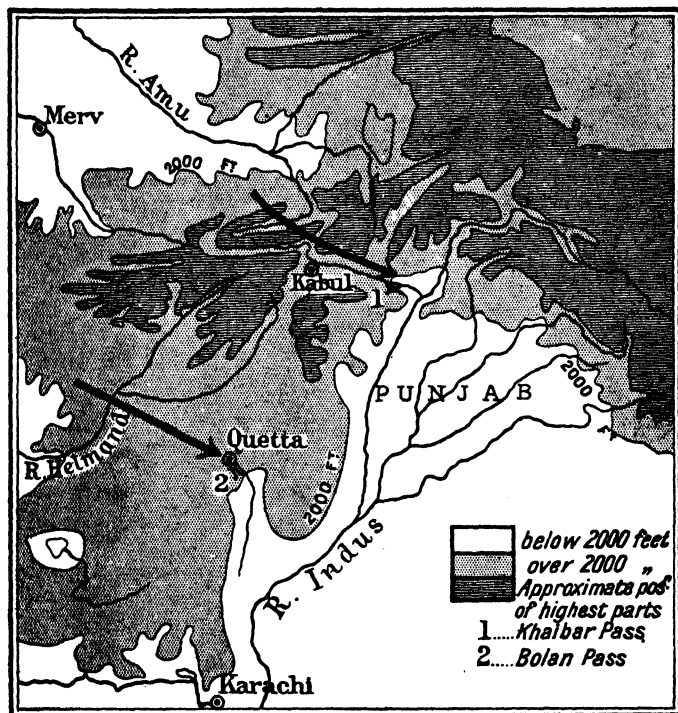 R. Amu
Merv
2000 FT
Kabul
1
PUNJAB
2000 FT
R. Helmand
Quetta
2
2000 FT
R. Indus
Karachi
below 2000 feet
over 2000 „
Approximate pos.
of highest parts
1.....Khaibar Pass
2.....Bolan Pass